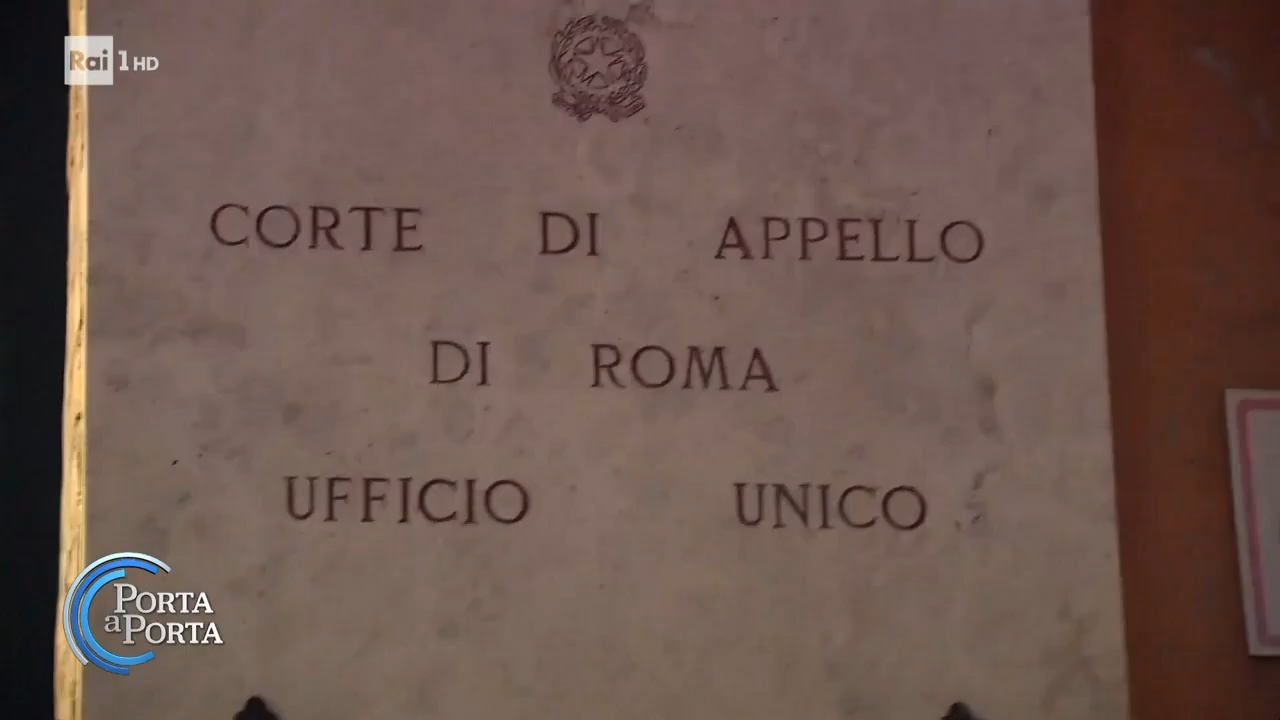 Rai 1 HD
CORTE DI APPELLO
DI ROMA
UFFICIO UNICO
PORTA
a PORTA